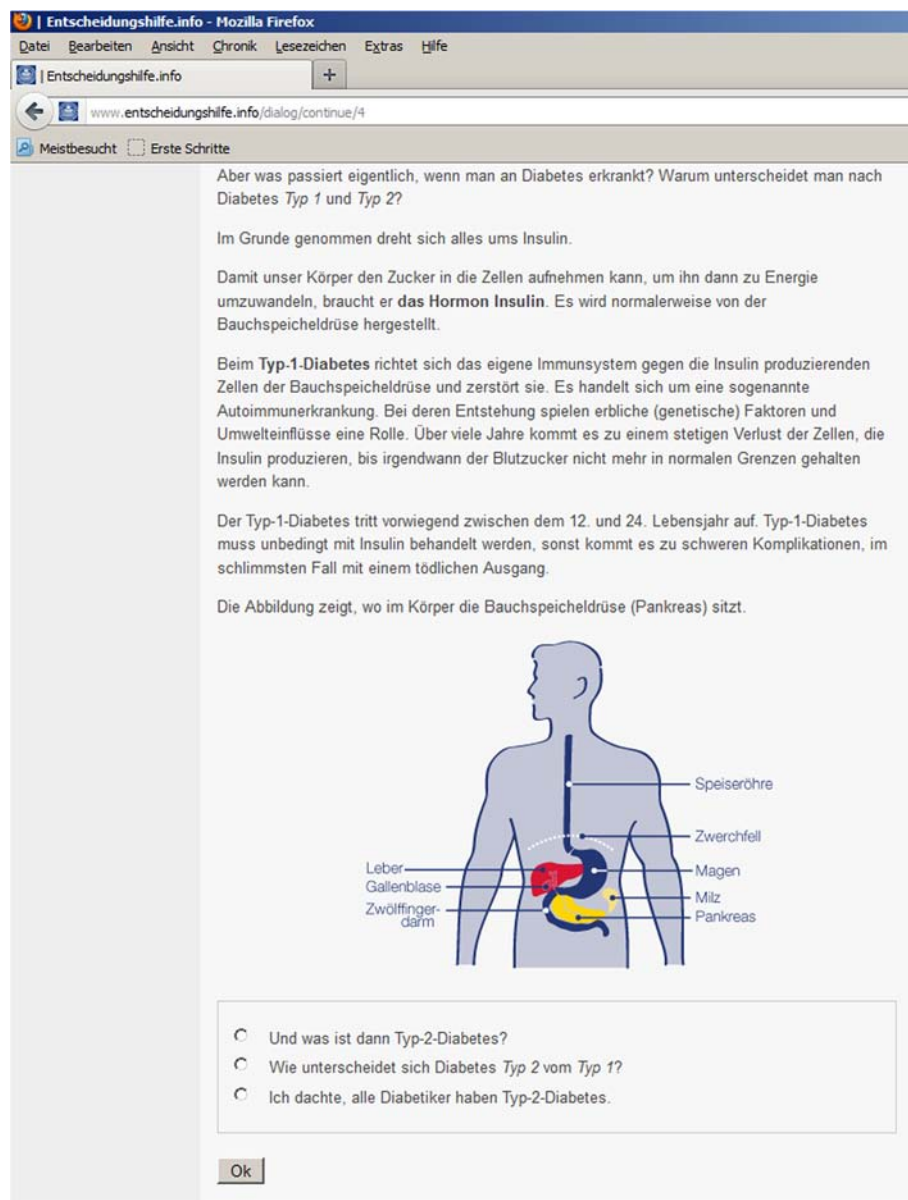 | Entscheidungshilfe.info - Mozilla Firefox
Datei Bearbeiten Ansicht Chronik Lesezeichen Extras Hilfe
| Entscheidungshilfe.info +
www.entscheidungshilfe.info/dialog/continue/4
Meistbesucht Erste Schritte
Aber was passiert eigentlich, wenn man an Diabetes erkrankt? Warum unterscheidet man nach
Diabetes Typ 1 und Typ 2?
Im Grunde genommen dreht sich alles ums Insulin.
Damit unser Körper den Zucker in die Zellen aufnehmen kann, um ihn dann zu Energie
umzuwandeln, braucht er das Hormon Insulin. Es wird normalerweise von der
Bauchspeicheldrüse hergestellt.
Beim Typ-1-Diabetes richtet sich das eigene Immunsystem gegen die Insulin produzierenden
Zellen der Bauchspeicheldrüse und zerstört sie. Es handelt sich um eine sogenannte
Autoimmunerkrankung. Bei deren Entstehung spielen erbliche (genetische) Faktoren und
Umwelteinflüsse eine Rolle. Über viele Jahre kommt es zu einem stetigen Verlust der Zellen, die
Insulin produzieren, bis irgendwann der Blutzucker nicht mehr in normalen Grenzen gehalten
werden kann.
Der Typ-1-Diabetes tritt vorwiegend zwischen dem 12. und 24. Lebensjahr auf. Typ-1-Diabetes
muss unbedingt mit Insulin behandelt werden, sonst kommt es zu schweren Komplikationen, im
schlimmsten Fall mit einem tödlichen Ausgang.
Die Abbildung zeigt, wo im Körper die Bauchspeicheldrüse (Pankreas) sitzt.
Speiseröhre
Zwerchfell
Leber
Magen
Gallenblase
Milz
Zwölffinger-
darm
Pankreas
Und was ist dann Typ-2-Diabetes?
Wie unterscheidet sich Diabetes Typ 2 vom Typ 1?
Ich dachte, alle Diabetiker haben Typ-2-Diabetes.
Ok